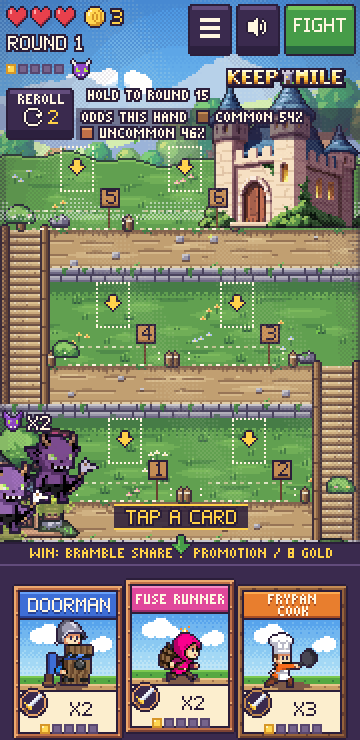 3
FIGHT
ROUND 1
KEEP MILE
REROLL
2
HOLD TO ROUND 15
ODDS THIS HAND COMMON 54%
UNCOMMON 46%
5
6
4
3
X2
1
2
TAP A CARD
WIN: BRAMBLE SNARE, PROMOTION / 8 GOLD
DOORMAN
FUSE RUNNER
FRYPAN
COOK
X2
X2
X3